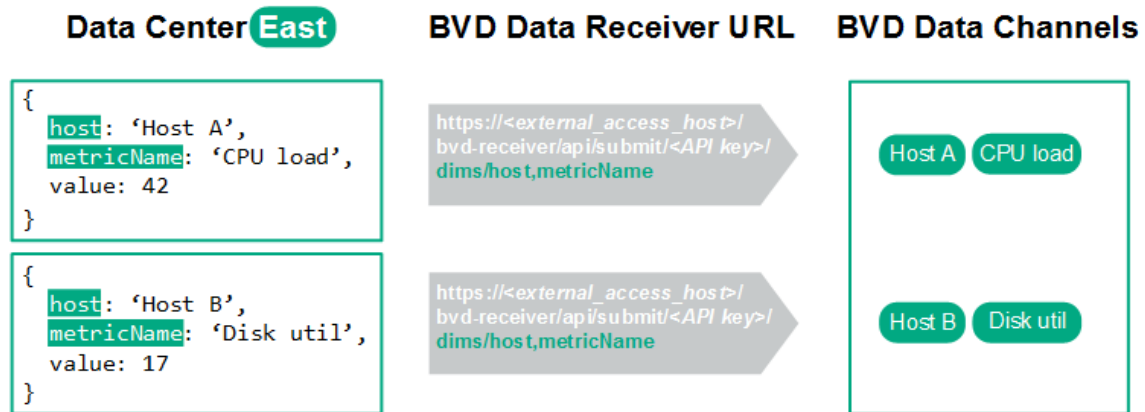 Data Center East
BVD Data Receiver URL
BVD Data Channels
{
host: ‘Host A’,
metricName: ‘CPU load’,
value: 42
}
https://<external_access_host>/
bvd-receiver/api/submit/<API key>/
dims/host,metricName
Host A CPU load
{
host: ‘Host B’,
metricName: ‘Disk util’,
value: 17
}
https://<external_access_host>/
bvd-receiver/api/submit/<API key>/
dims/host,metricName
Host B Disk util